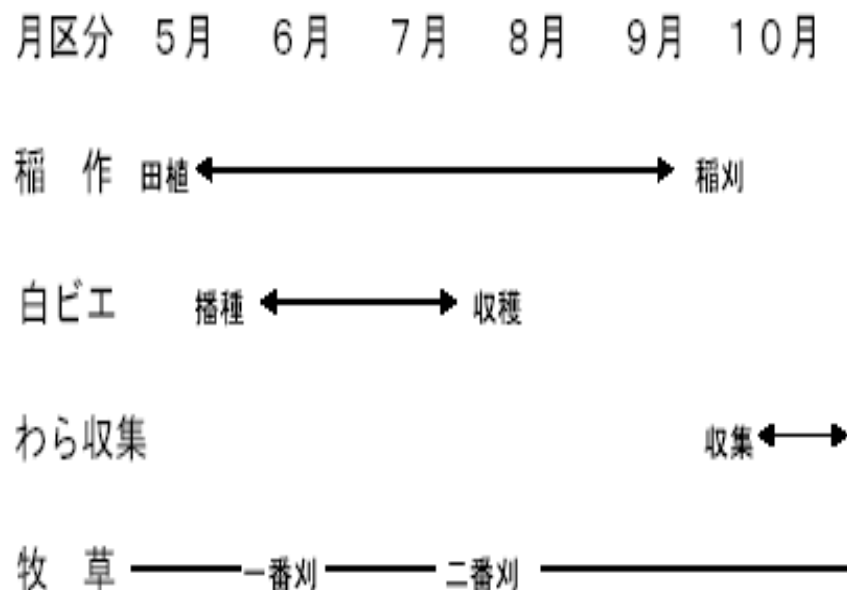 月区分 5月 6月 7月 8月 9月 10月
稲 作 田植 稲刈
白ビエ 播種 収穫
わら収集 収集
牧 草 一番刈 二番刈